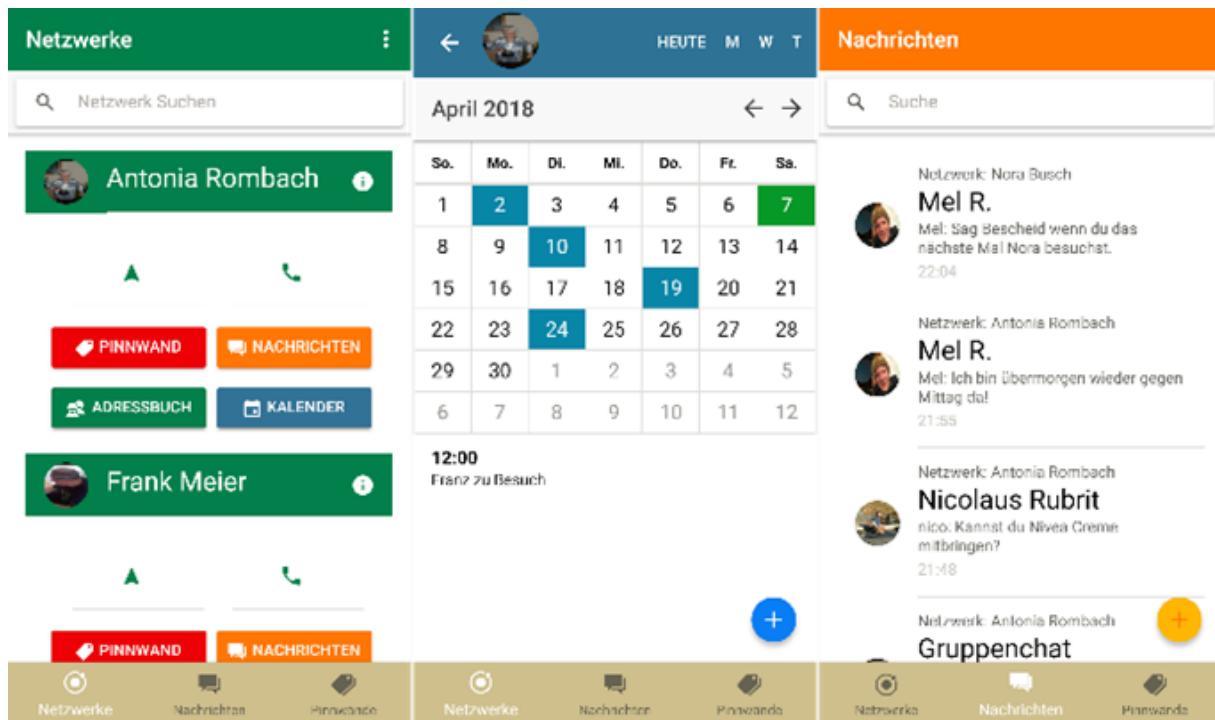 Netzwerke
Netzwerk Suchen
Antonia Rombach
PINNWAND
NACHRICHTEN
ADRESSBUCH
KALENDER
Frank Meier
PINNWAND
NACHRICHTEN
Netzwerke Nachrichten Pinnwände
HEUTE M W T
April 2018
So. Mo. Di. Mi. Do. Fr. Sa.
1 2 3 4 5 6 7
8 9 10 11 12 13 14
15 16 17 18 19 20 21
22 23 24 25 26 27 28
29 30 1 2 3 4 5
6 7 8 9 10 11 12
12:00
Franz zu Besuch
Netzwerke Nachrichten Pinnwände
Nachrichten
Suche
Netzwerk: Nora Busch
Mel R.
Mel: Sag Bescheid wenn du das
nächste Mal Nora besuchst.
22:04
Netzwerk: Antonia Rombach
Mel R.
Mel: Ich bin übermorgen wieder gegen
Mittag da!
21:55
Netzwerk: Antonia Rombach
Nicolaus Rubrit
nico: Kannst du Nivea Creme
mitbringen?
21:48
Netzwerk: Antonia Rombach
Gruppenchat
Netzwerke Nachrichten Pinnwände